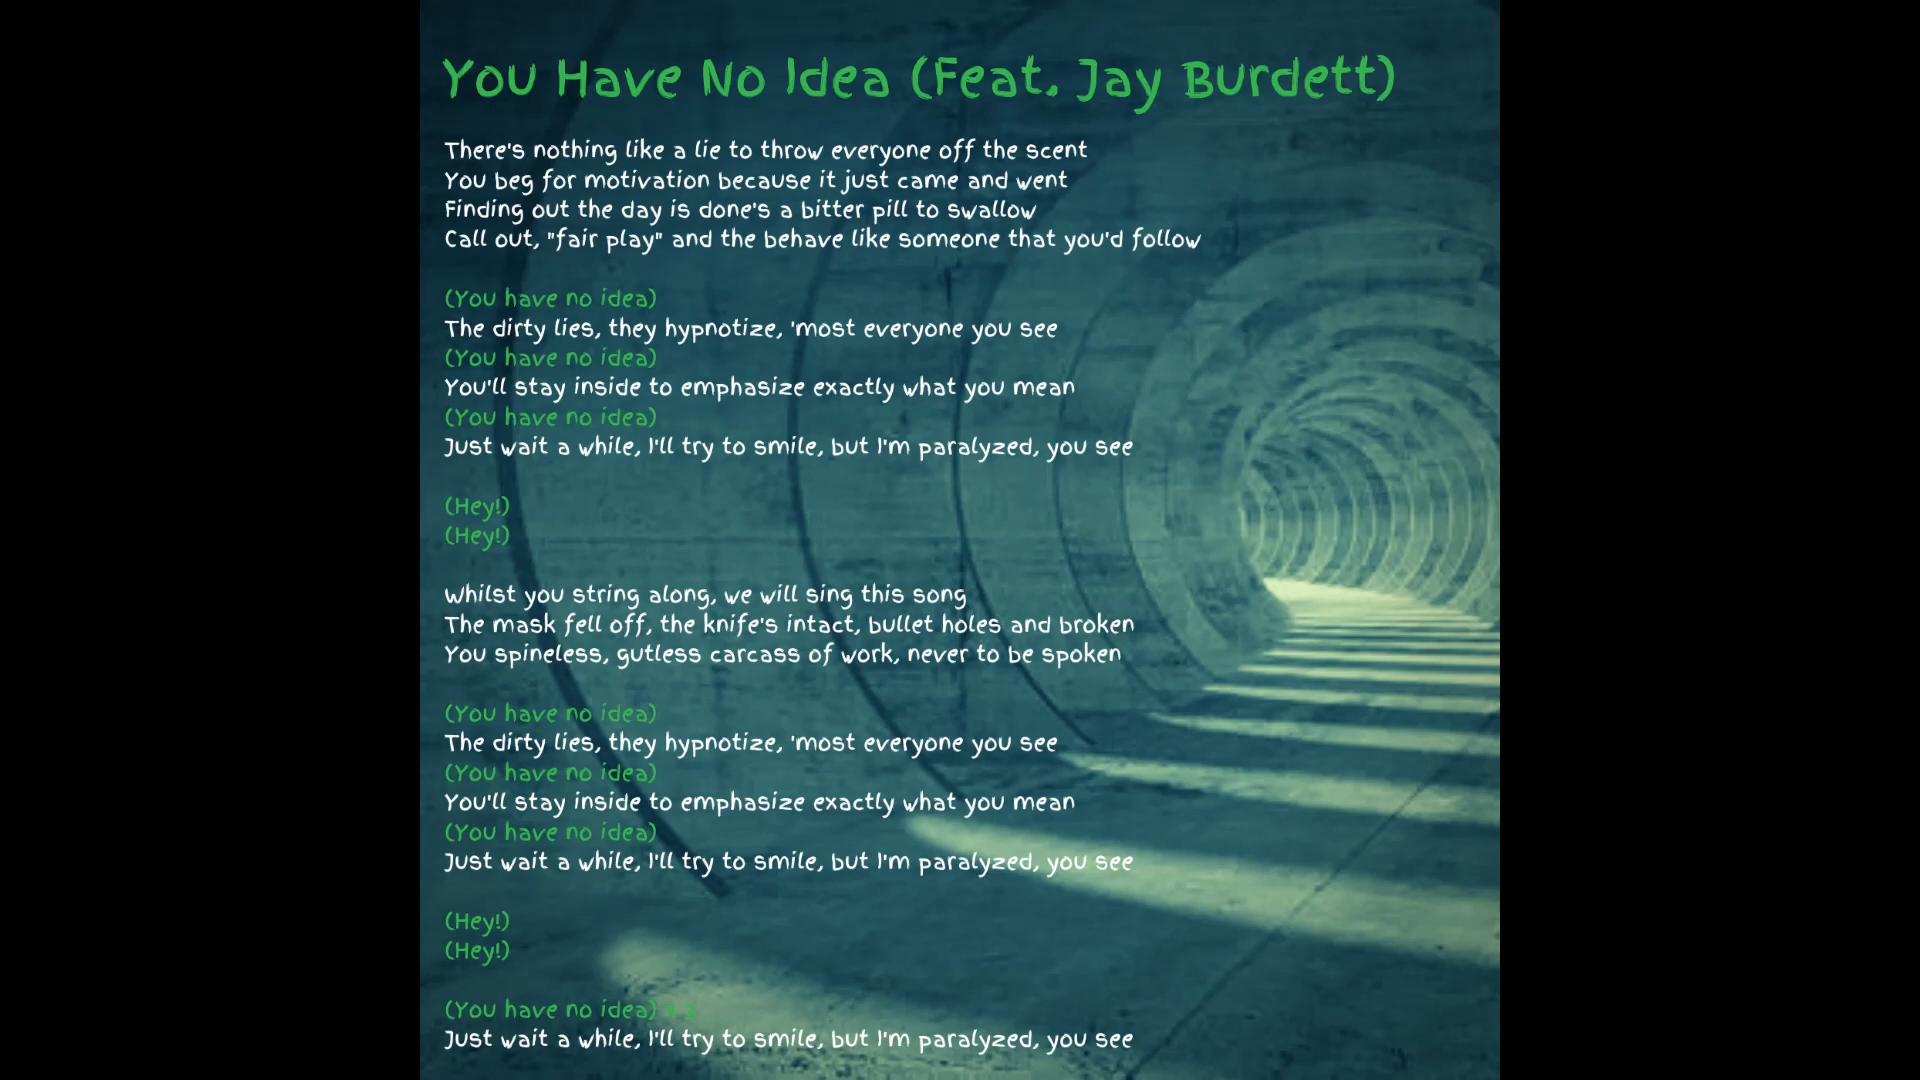 You Have No Idea (Feat. Jay Burdett)
There's nothing like a lie to throw everyone off the scent
You beg for motivation because it just came and went
Finding out the day is done's a bitter pill to swallow
Call out, "fair play" and the behave like someone that you'd follow
(You have no idea)
The dirty lies, they hypnotize, 'most everyone you see
(You have no idea)
You'll stay inside to emphasize exactly what you mean
(You have no idea)
Just wait a while, I'll try to smile, but I'm paralyzed, you see
(Hey!)
(Hey!)
Whilst you string along, we will sing this song
The mask fell off, the knife's intact, bullet holes and broken
You spineless, gutless carcass of work, never to be spoken
(You have no idea)
The dirty lies, they hypnotize, 'most everyone you see
(You have no idea)
You'll stay inside to emphasize exactly what you mean
(You have no idea)
Just wait a while, I'll try to smile, but I'm paralyzed, you see
(Hey!)
(Hey!)
(You have no idea)
Just wait a while, I'll try to smile, but I'm paralyzed, you see